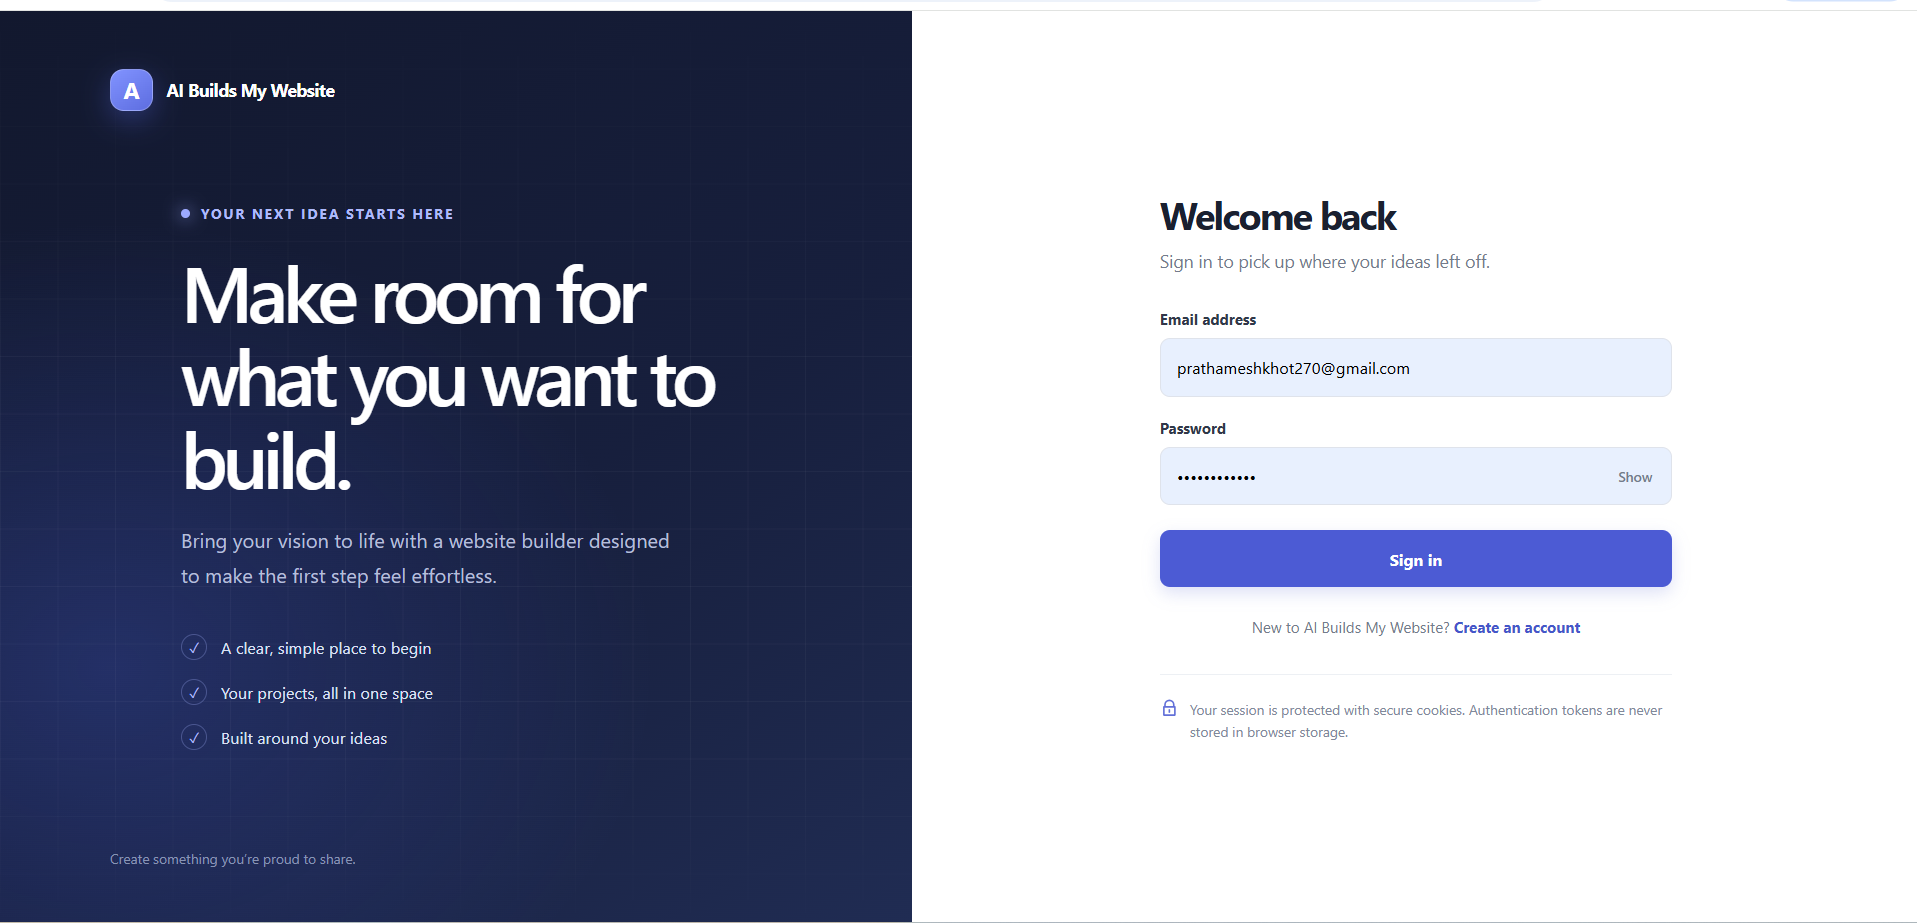 A
AI Builds My Website
YOUR NEXT IDEA STARTS HERE
Make room for
what you want to
build.
Bring your vision to life with a website builder designed
to make the first step feel effortless.
A clear, simple place to begin
Your projects, all in one space
Built around your ideas
Create something you're proud to share.
Welcome back
Sign in to pick up where your ideas left off.
Email address
prathameshkhot270@gmail.com
Password
••••••••••••
Show
Sign in
New to AI Builds My Website? Create an account
Your session is protected with secure cookies. Authentication tokens are never
stored in browser storage.